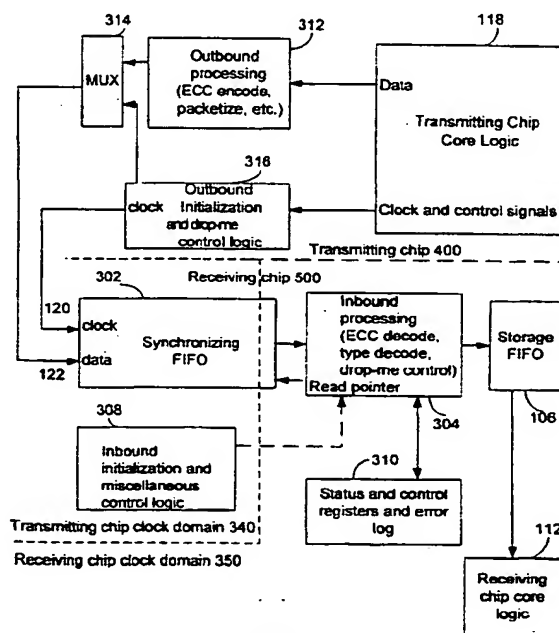 314
312
118
MUX
Outbound
processing
(ECC encode,
packetize, etc.)
Data
Transmitting Chip
Core Logic
316
clock
Outbound
Initialization
and drop-me
control logic
Clock and control signals
Transmitting chip 400
302
Receiving chip 500
120
clock
data
122
Synchronizing
FIFO
Inbound
processing
(ECC decode,
type decode,
drop-me control)
Read pointer
Storage
FIFO
304
106
308
Inbound
initialization and
miscellaneous
control logic
310
Status and control
registers and error
log
Transmitting chip clock domain 340
Receiving chip clock domain 350
112
Receiving
chip core
logic